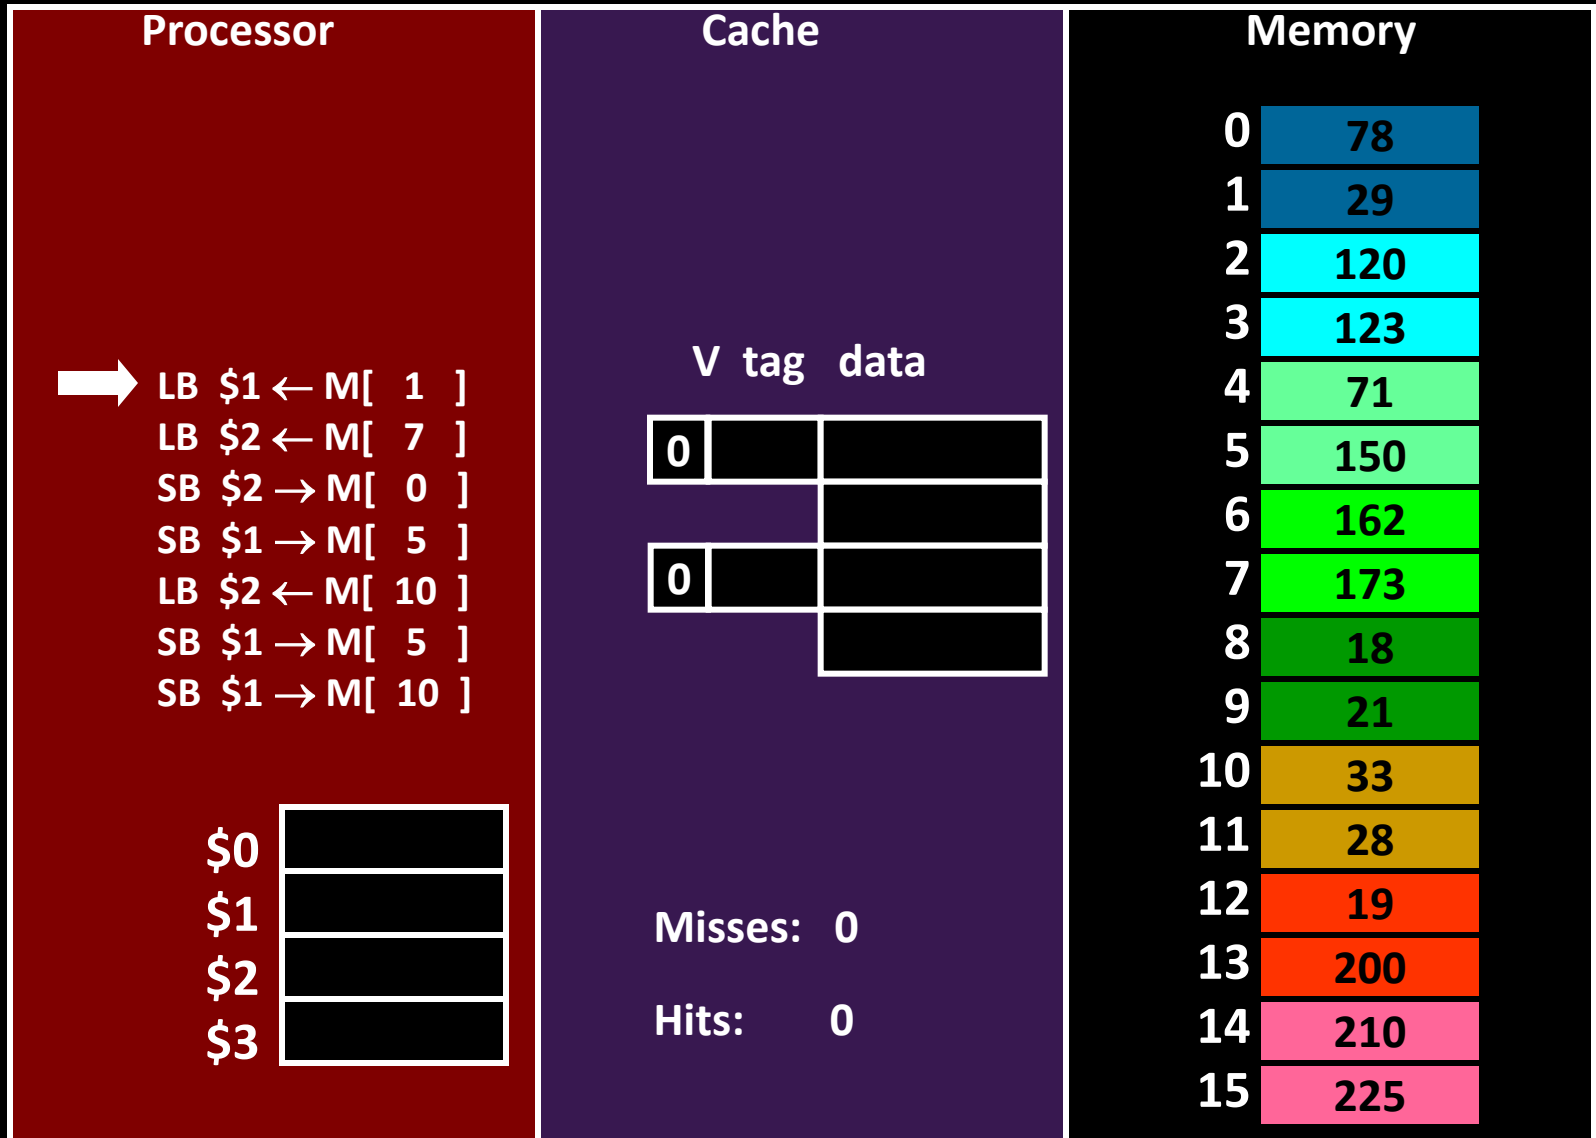 Processor
LB $1 ← M[ 1 ]
LB $2 ← M[ 7 ]
SB $2 → M[ 0 ]
SB $1 → M[ 5 ]
LB $2 ← M[ 10 ]
SB $1 → M[ 5 ]
SB $1 → M[ 10 ]
$0
$1
$2
$3
Cache
V tag data
0
0
Misses: 0
Hits: 0
Memory
0 78
1 29
2 120
3 123
4 71
5 150
6 162
7 173
8 18
9 21
10 33
11 28
12 19
13 200
14 210
15 225